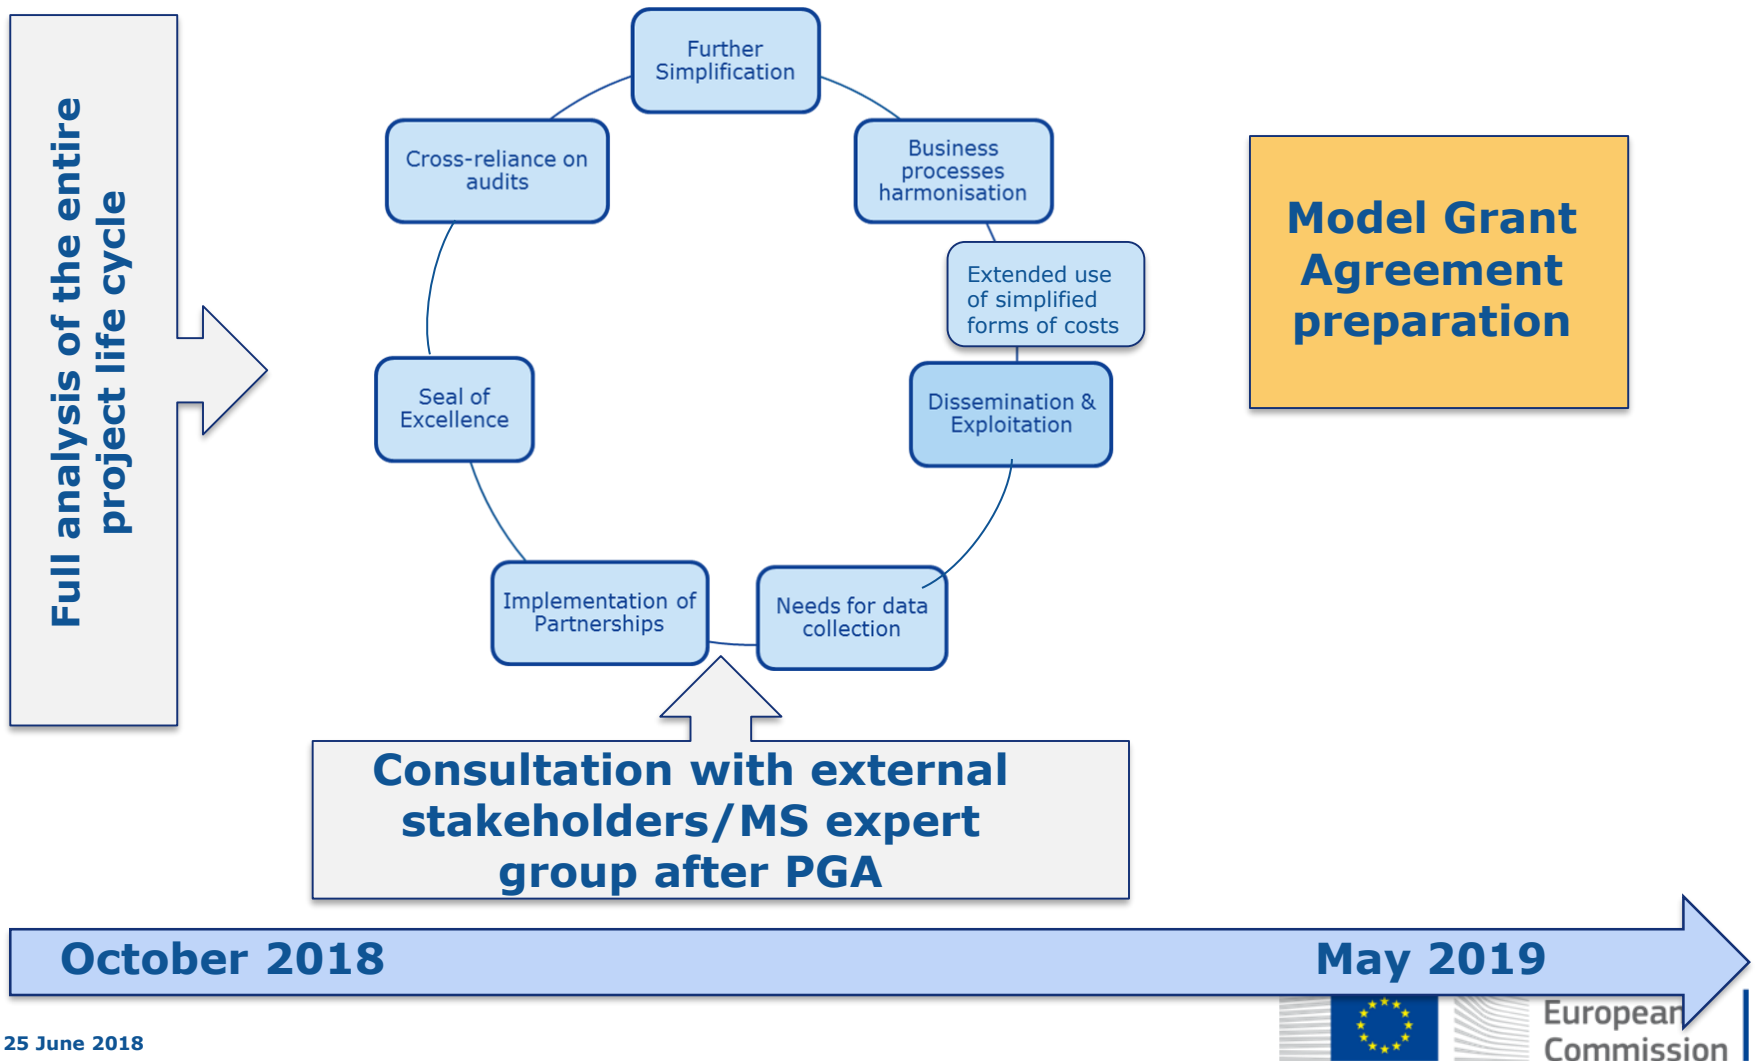 Full analysis of the entire
project life cycle
Further
Simplification
Cross-reliance on
audits
Business
processes
harmonisation
Extended use
of simplified
forms of costs
Seal of
Excellence
Dissemination &
Exploitation
Implementation of
Partnerships
Needs for data
collection
Model Grant
Agreement
preparation
Consultation with external
stakeholders/MS expert
group after PGA
October 2018
May 2019
25 June 2018
European
Commission